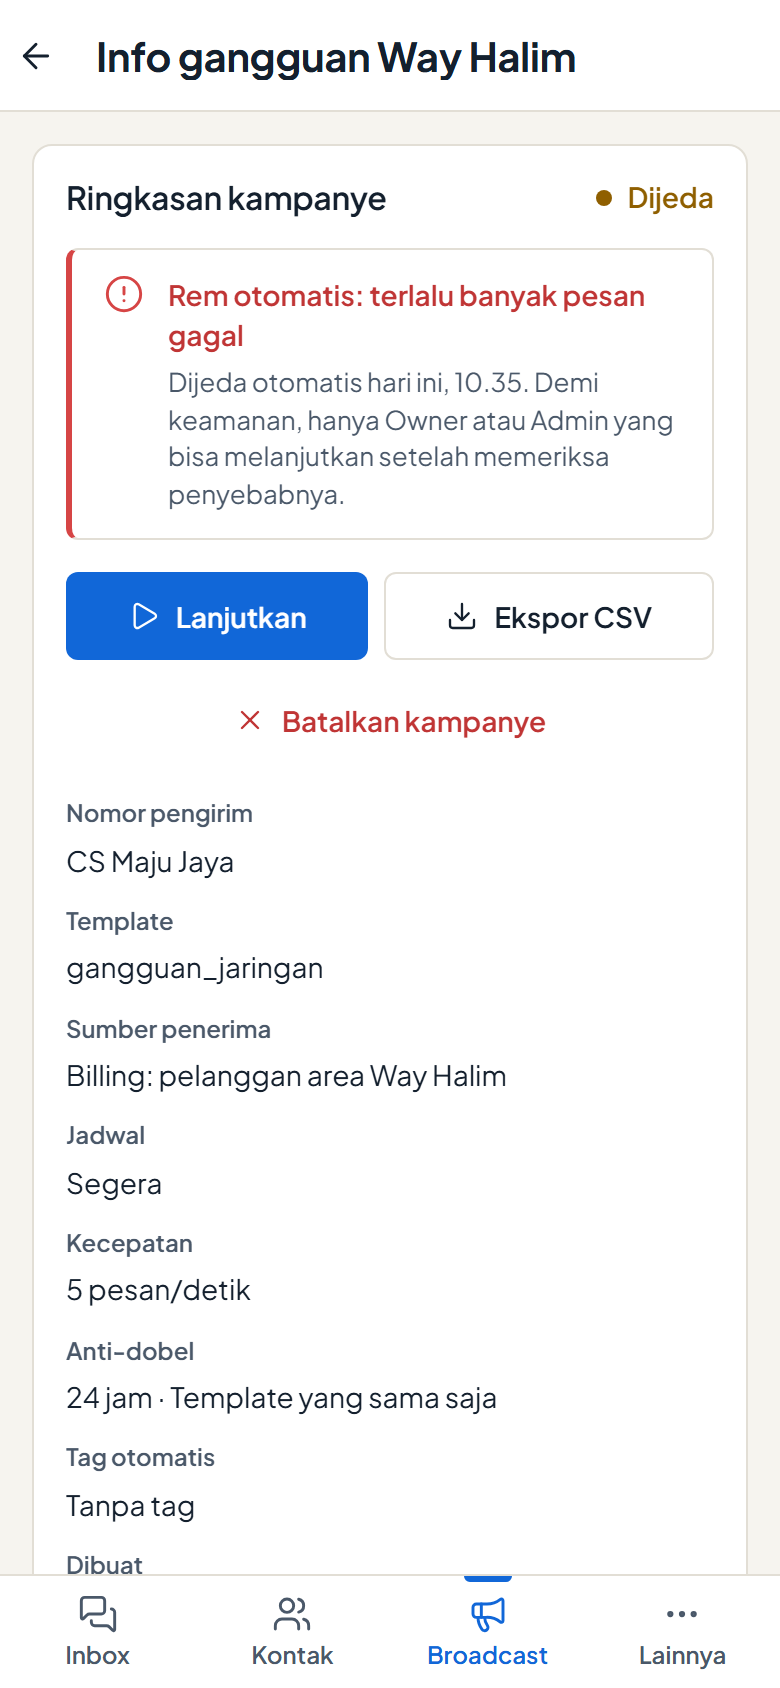 Info gangguan Way Halim
Ringkasan kampanye
Dijeda
Rem otomatis: terlalu banyak pesan
gagal
Dijeda otomatis hari ini, 10.35. Demi
keamanan, hanya Owner atau Admin yang
bisa melanjutkan setelah memeriksa
penyebabnya.
Lanjutkan
Ekspor CSV
Batalkan kampanye
Nomor pengirim
CS Maju Jaya
Template
gangguan_jaringan
Sumber penerima
Billing: pelanggan area Way Halim
Jadwal
Segera
Kecepatan
5 pesan/detik
Anti-dobel
24 jam · Template yang sama saja
Tag otomatis
Tanpa tag
Dibuat
Inbox
Kontak
Broadcast
Lainnya